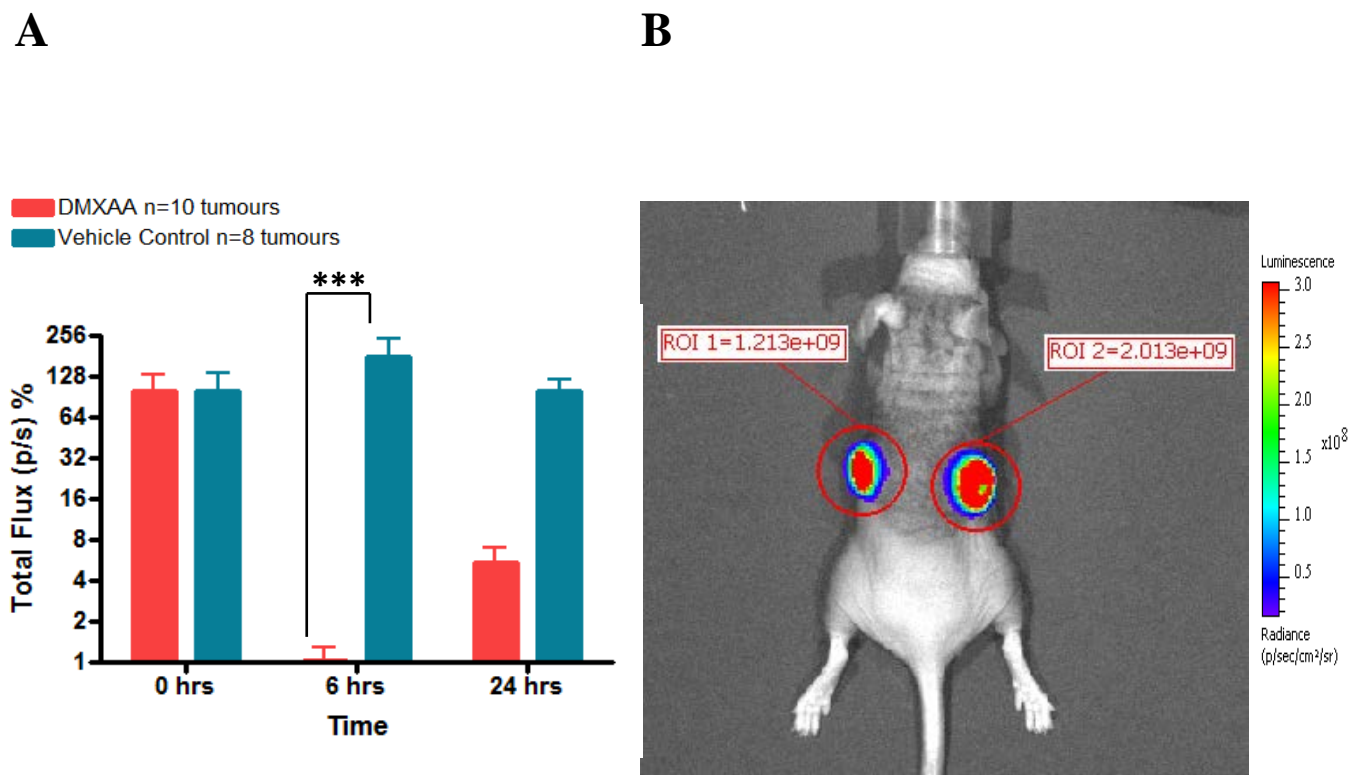 A
B
DMXAA n=10 tumours
Vehicle Control n=8 tumours
***
256
128
64
32
16
8
4
2
1
Total Flux (p/s) %
0 hrs
6 hrs
24 hrs
Time
ROI 1=1.213e+09
ROI 2=2.013e+09
Luminescence
3.0
2.5
2.0
x10⁸
1.5
1.0
0.5
Radiance
(p/sec/cm²/sr)